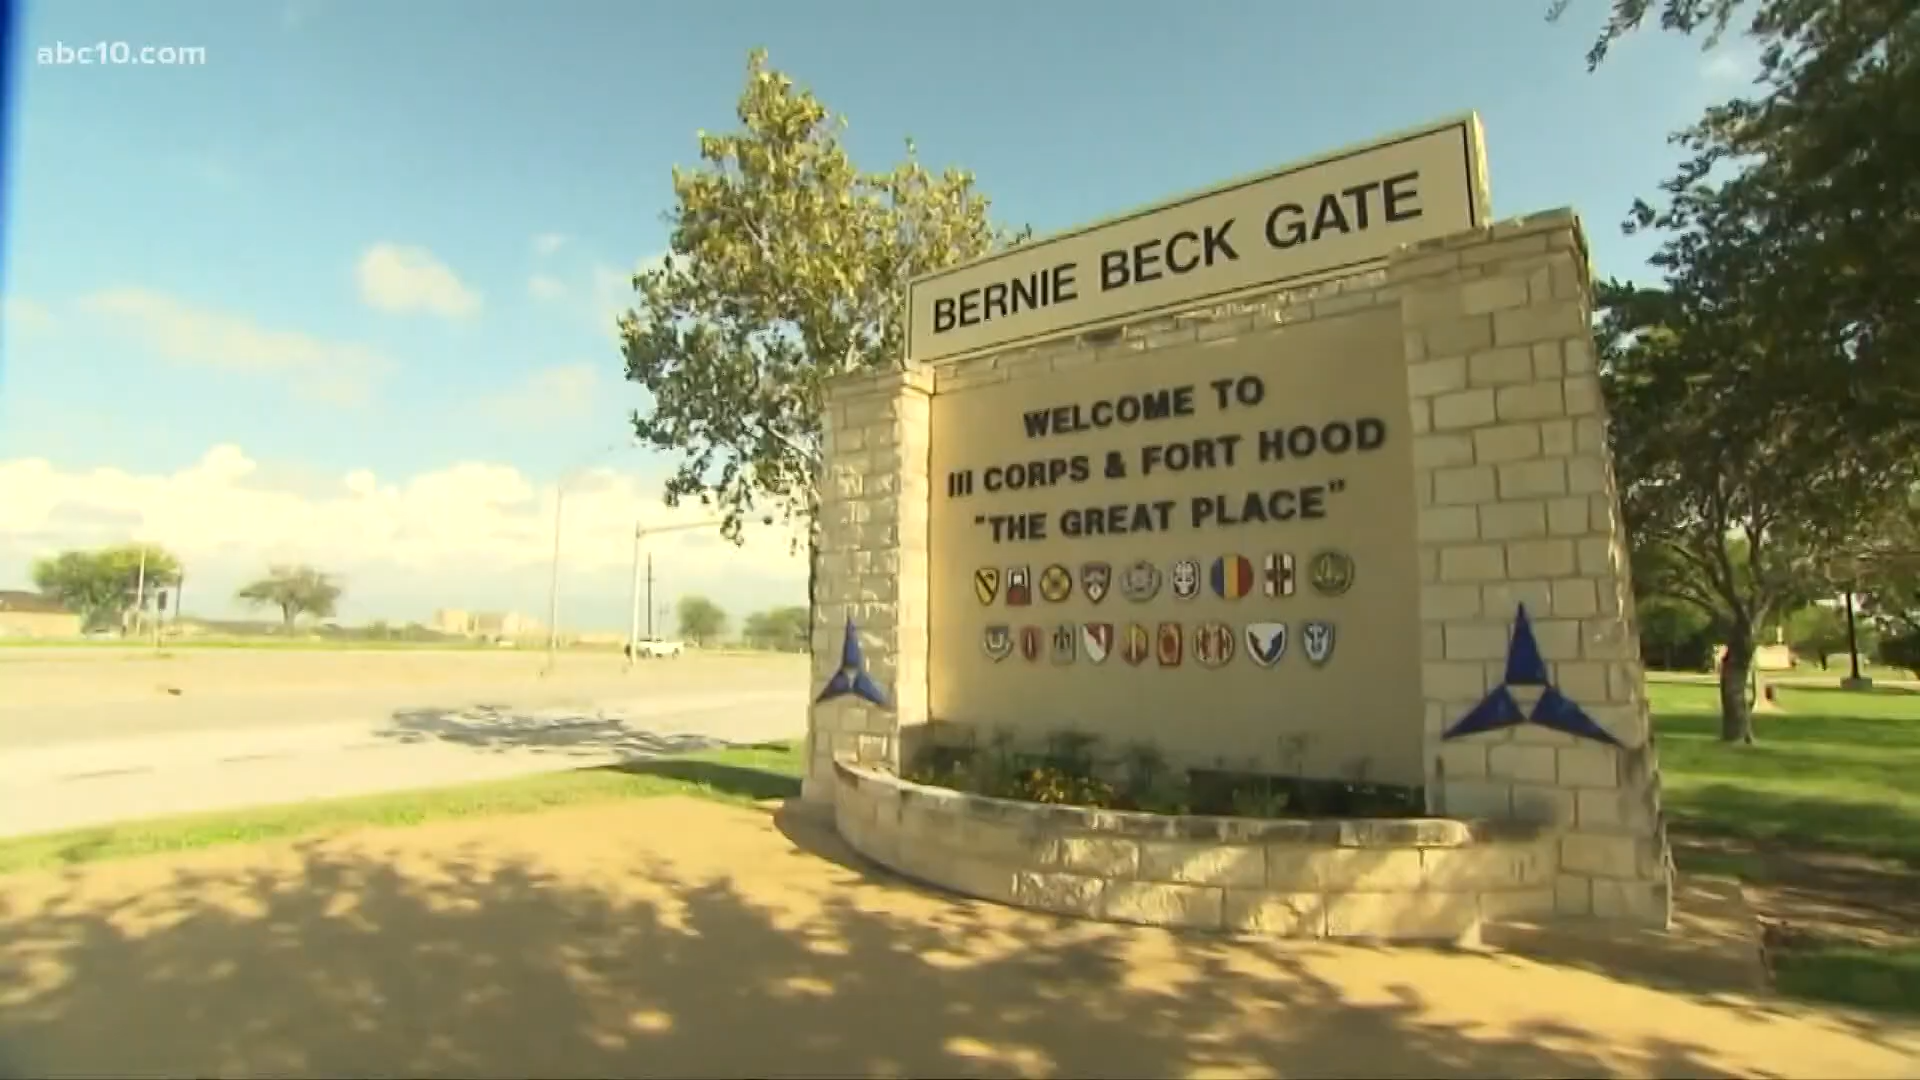 abc10.com
BERNIE BECK GATE
WELCOME TO
III CORPS & FORT HOOD
"THE GREAT PLACE"